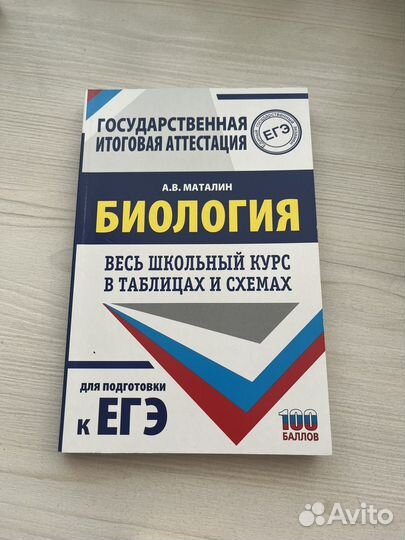 ГОСУДАРСТВЕННАЯ
ИТОГОВАЯ АТТЕСТАЦИЯ
ЕГЭ
А.В. МАТАЛИН
БИОЛОГИЯ
ВЕСЬ ШКОЛЬНЫЙ КУРС
В ТАБЛИЦАХ И СХЕМАХ
для подготовки
к ЕГЭ
100
БАЛЛОВ
Avito